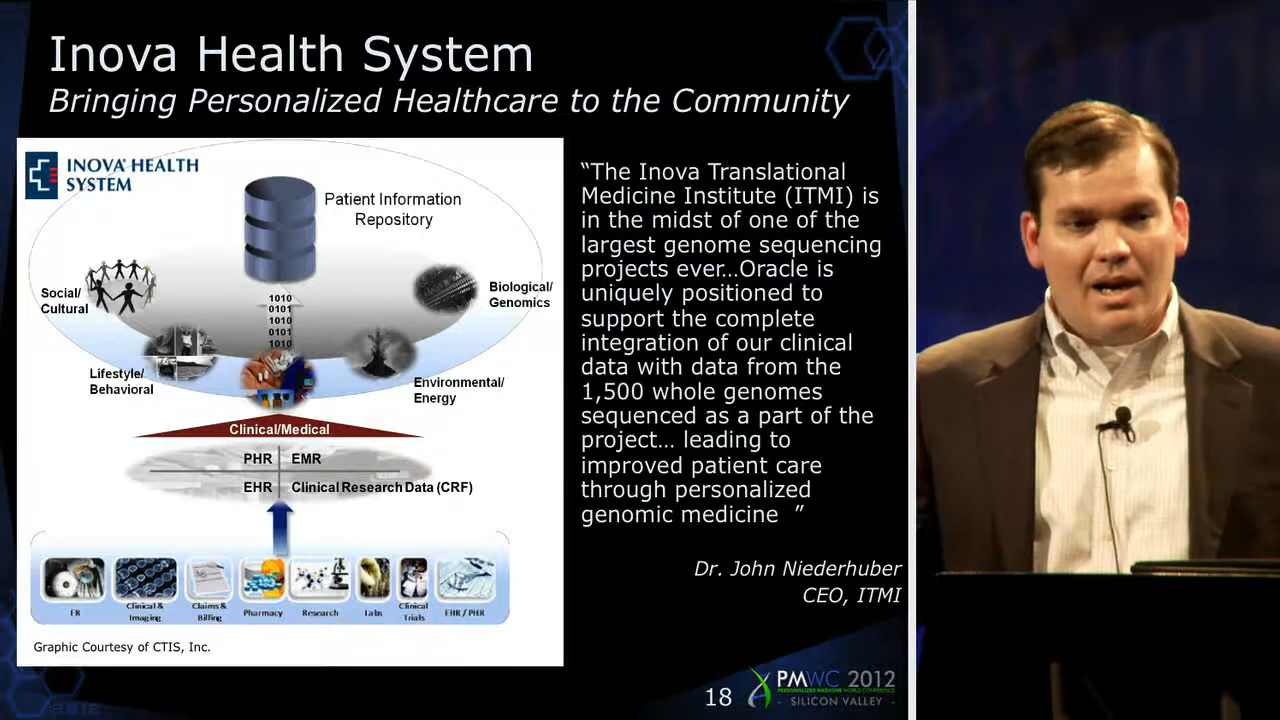 Inova Health System
Bringing Personalized Healthcare to the Community
INOVA HEALTH
SYSTEM
Patient Information
Repository
Social/
Cultural
1010
0101
1010
0101
1010
Biological/
Genomics
Lifestyle/
Behavioral
Environmental/
Energy
Clinical/Medical
PHR
EMR
EHR
Clinical Research Data (CRF)
ER
Clinical &
Imaging
Claims &
Billing
Pharmacy
Research
Labs
Clinical
Trials
EHR / PHR
Graphic Courtesy of CTIS, Inc.
“The Inova Translational
Medicine Institute (ITMI) is
in the midst of one of the
largest genome sequencing
projects ever…Oracle is
uniquely positioned to
support the complete
integration of our clinical
data with data from the
1,500 whole genomes
sequenced as a part of the
project… leading to
improved patient care
through personalized
genomic medicine ”
Dr. John Niederhuber
CEO, ITMI
18
PMWC 2012
PERSONALIZED MEDICINE WORLD CONFERENCE
- SILICON VALLEY -
2012